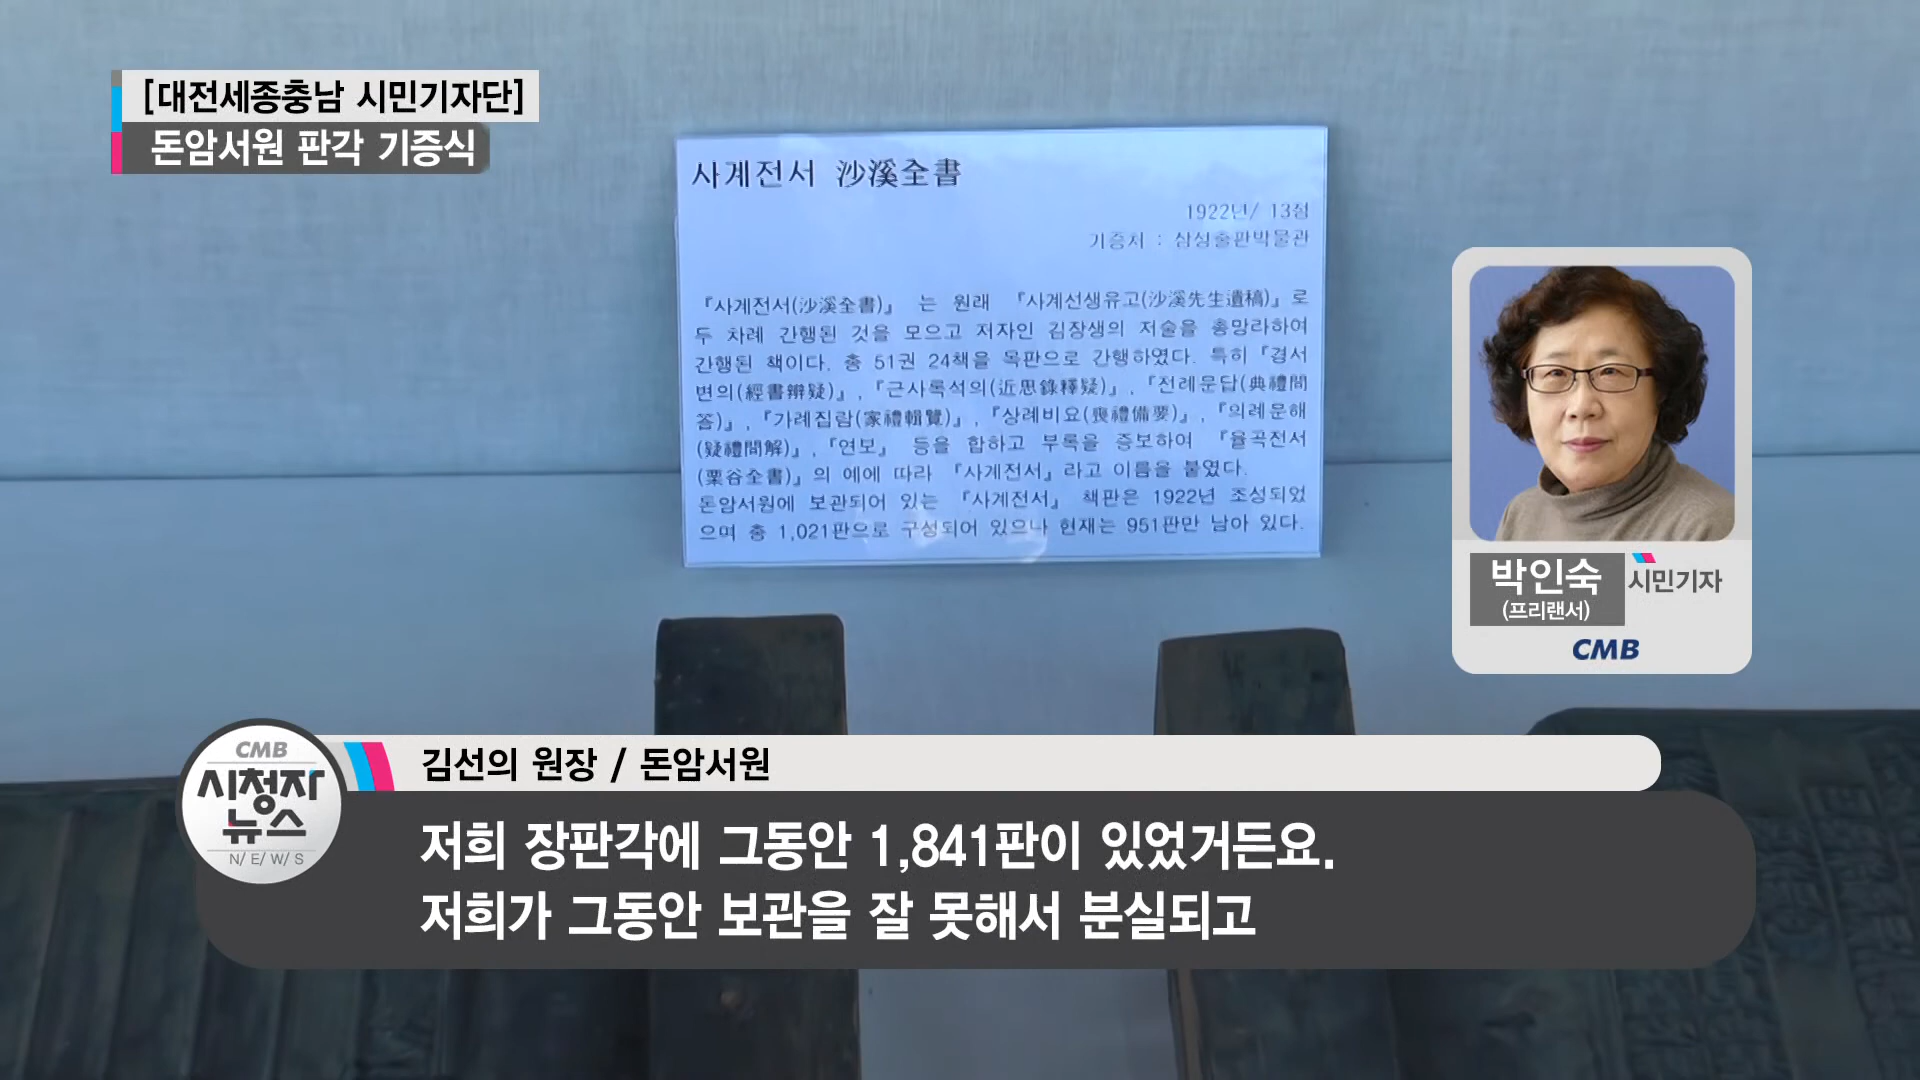 [대전세종충남 시민기자단]
돈암서원 판각 기증식
사계전서 沙溪全書
1922년/ 13점
기증처 : 삼성출판박물관
『사계전서(沙溪全書)』 는 원래 『사계선생유고(沙溪先生遺稿)』로
두 차례 간행된 것을 모으고 저자인 김장생의 저술을 총망라하여
간행된 책이다. 총 51권 24책을 목판으로 간행하였다. 특히『경서
변의(經書辨疑)』,『근사록석의(近思錄釋疑)』,『전례문답(典禮問
答)』,『가례집람(家禮輯覽)』,『상례비요(喪禮備要)』,『의례문해
(疑禮問解)』,『연보』 등을 합하고 부록을 증보하여 『율곡전서
(栗谷全書)』의 예에 따라 『사계전서』라고 이름을 붙였다.
돈암서원에 보관되어 있는 『사계전서』 책판은 1922년 조성되었
으며 총 1,021판으로 구성되어 있으나 현재는 951판만 남아 있다.
박인숙 시민기자
(프리랜서)
CMB
CMB
시청자
뉴스
N/ E/ W/ S
김선의 원장 / 돈암서원
저희 장판각에 그동안 1,841판이 있었거든요.
저희가 그동안 보관을 잘 못해서 분실되고